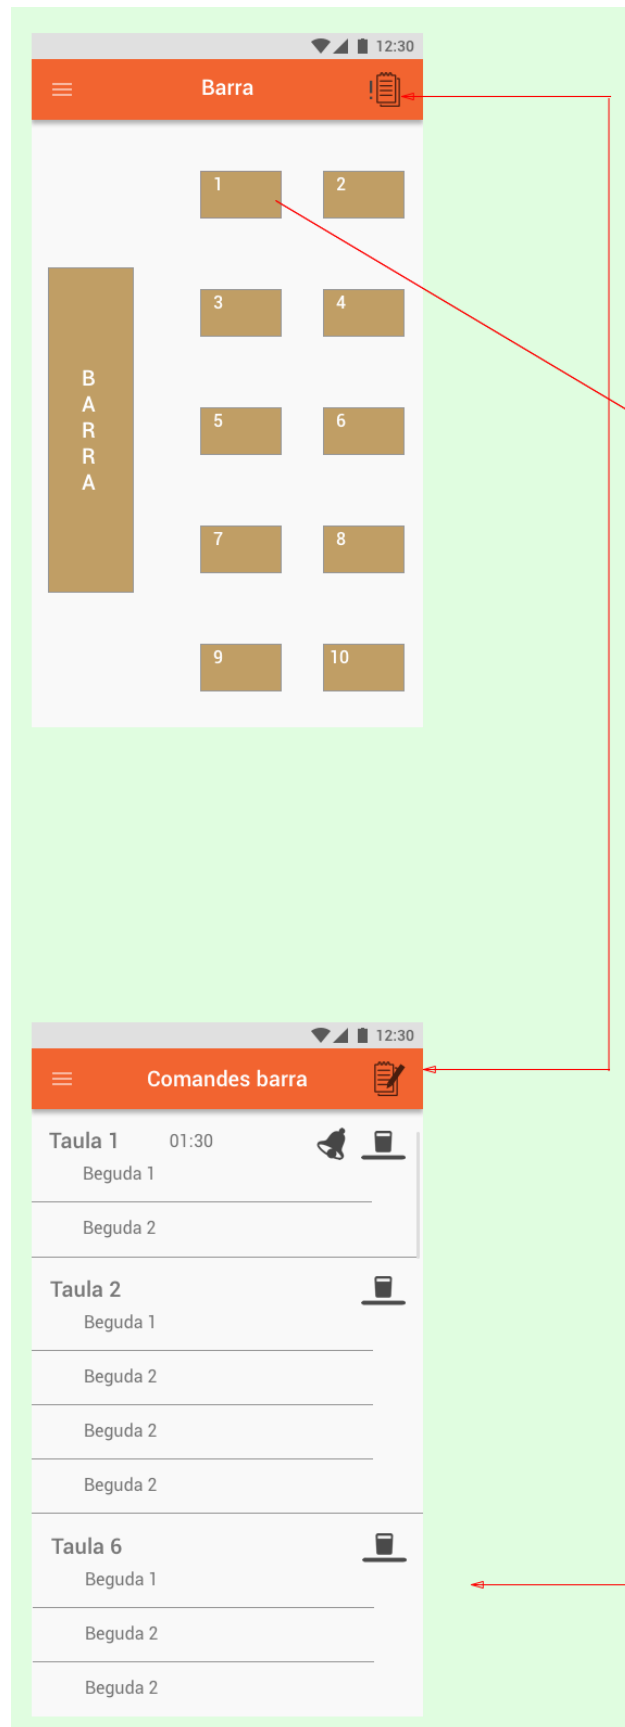 12:30
Barra
1
2
3
4
B
A
R
R
A
5
6
7
8
9
10
12:30
Comandes barra
Taula 1 01:30
Beguda 1
Beguda 2
Taula 2
Beguda 1
Beguda 2
Beguda 2
Beguda 2
Taula 6
Beguda 1
Beguda 2
Beguda 2